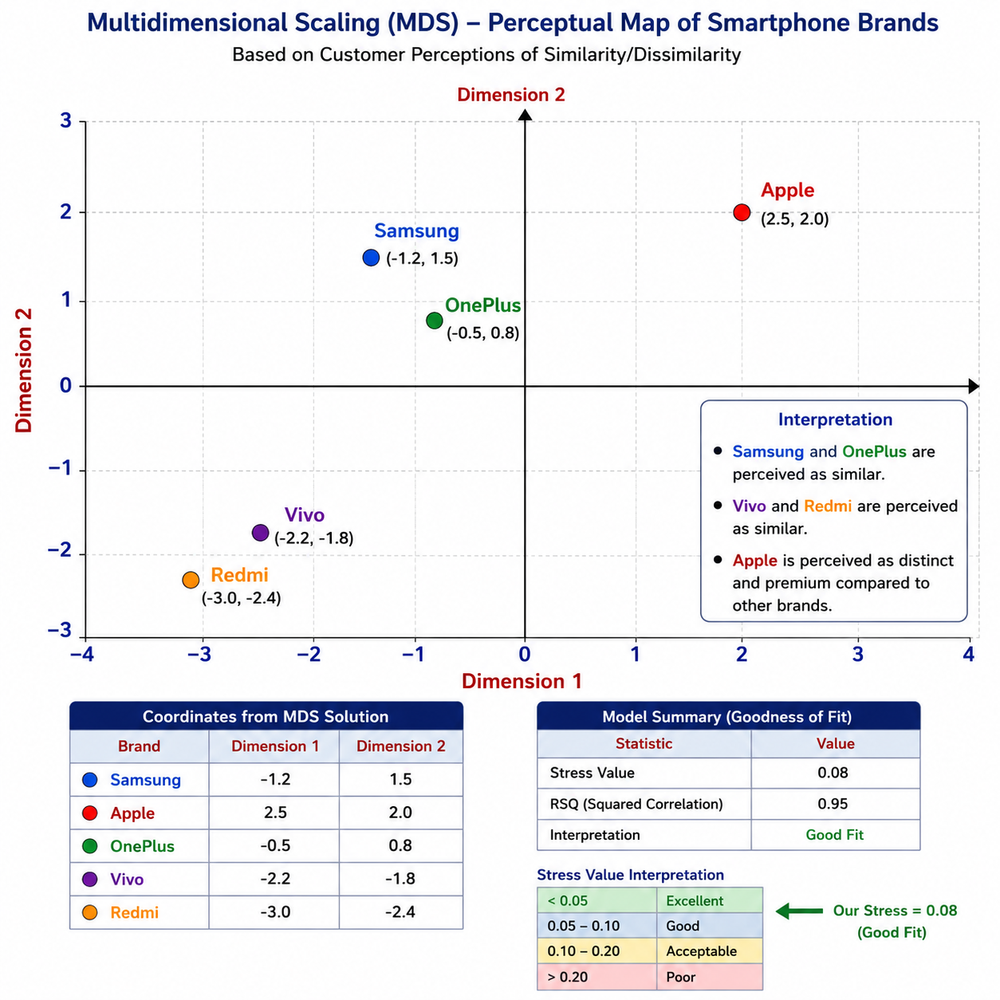 Multidimensional Scaling (MDS) – Perceptual Map of Smartphone Brands
Based on Customer Perceptions of Similarity/Dissimilarity
Dimension 2
3
2
1
0
−1
−2
−3
Dimension 2
Apple
(2.5, 2.0)
Samsung
(-1.2, 1.5)
OnePlus
(-0.5, 0.8)
Vivo
(-2.2, -1.8)
Redmi
(-3.0, -2.4)
Interpretation
● Samsung and OnePlus are
perceived as similar.
● Vivo and Redmi are perceived
as similar.
● Apple is perceived as distinct
and premium compared to
other brands.
−4 −3 −2 −1 0 1 2 3 4
Dimension 1
Coordinates from MDS Solution
Brand Dimension 1 Dimension 2
Samsung -1.2 1.5
Apple 2.5 2.0
OnePlus -0.5 0.8
Vivo -2.2 -1.8
Redmi -3.0 -2.4
Model Summary (Goodness of Fit)
Statistic Value
Stress Value 0.08
RSQ (Squared Correlation) 0.95
Interpretation Good Fit
Stress Value Interpretation
< 0.05 Excellent
0.05 – 0.10 Good
0.10 – 0.20 Acceptable
> 0.20 Poor
Our Stress = 0.08
(Good Fit)